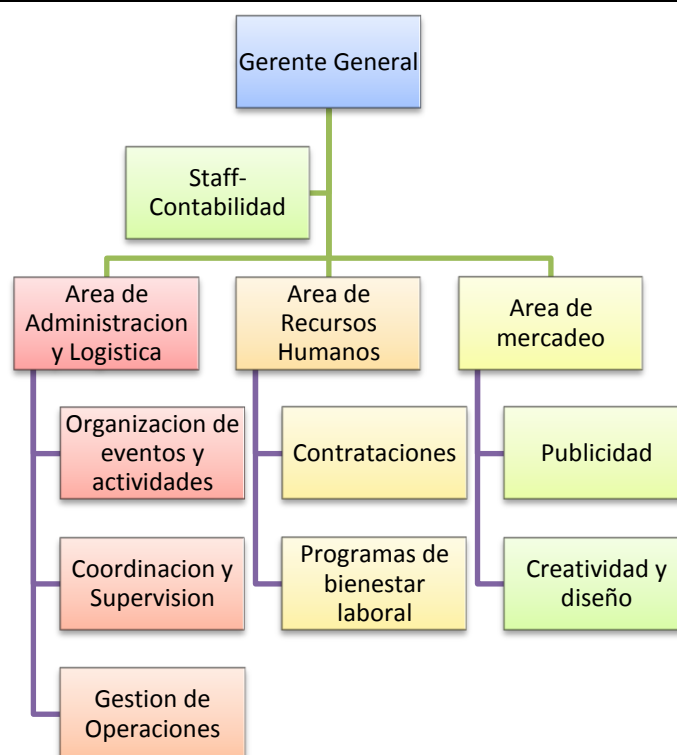 Gerente General
Staff-
Contabilidad
Area de
Administracion
y Logistica
Area de
Recursos
Humanos
Area de
mercadeo
Organizacion de
eventos y
actividades
Contrataciones
Publicidad
Coordinacion y
Supervision
Programas de
bienestar
laboral
Creatividad y
diseño
Gestion de
Operaciones